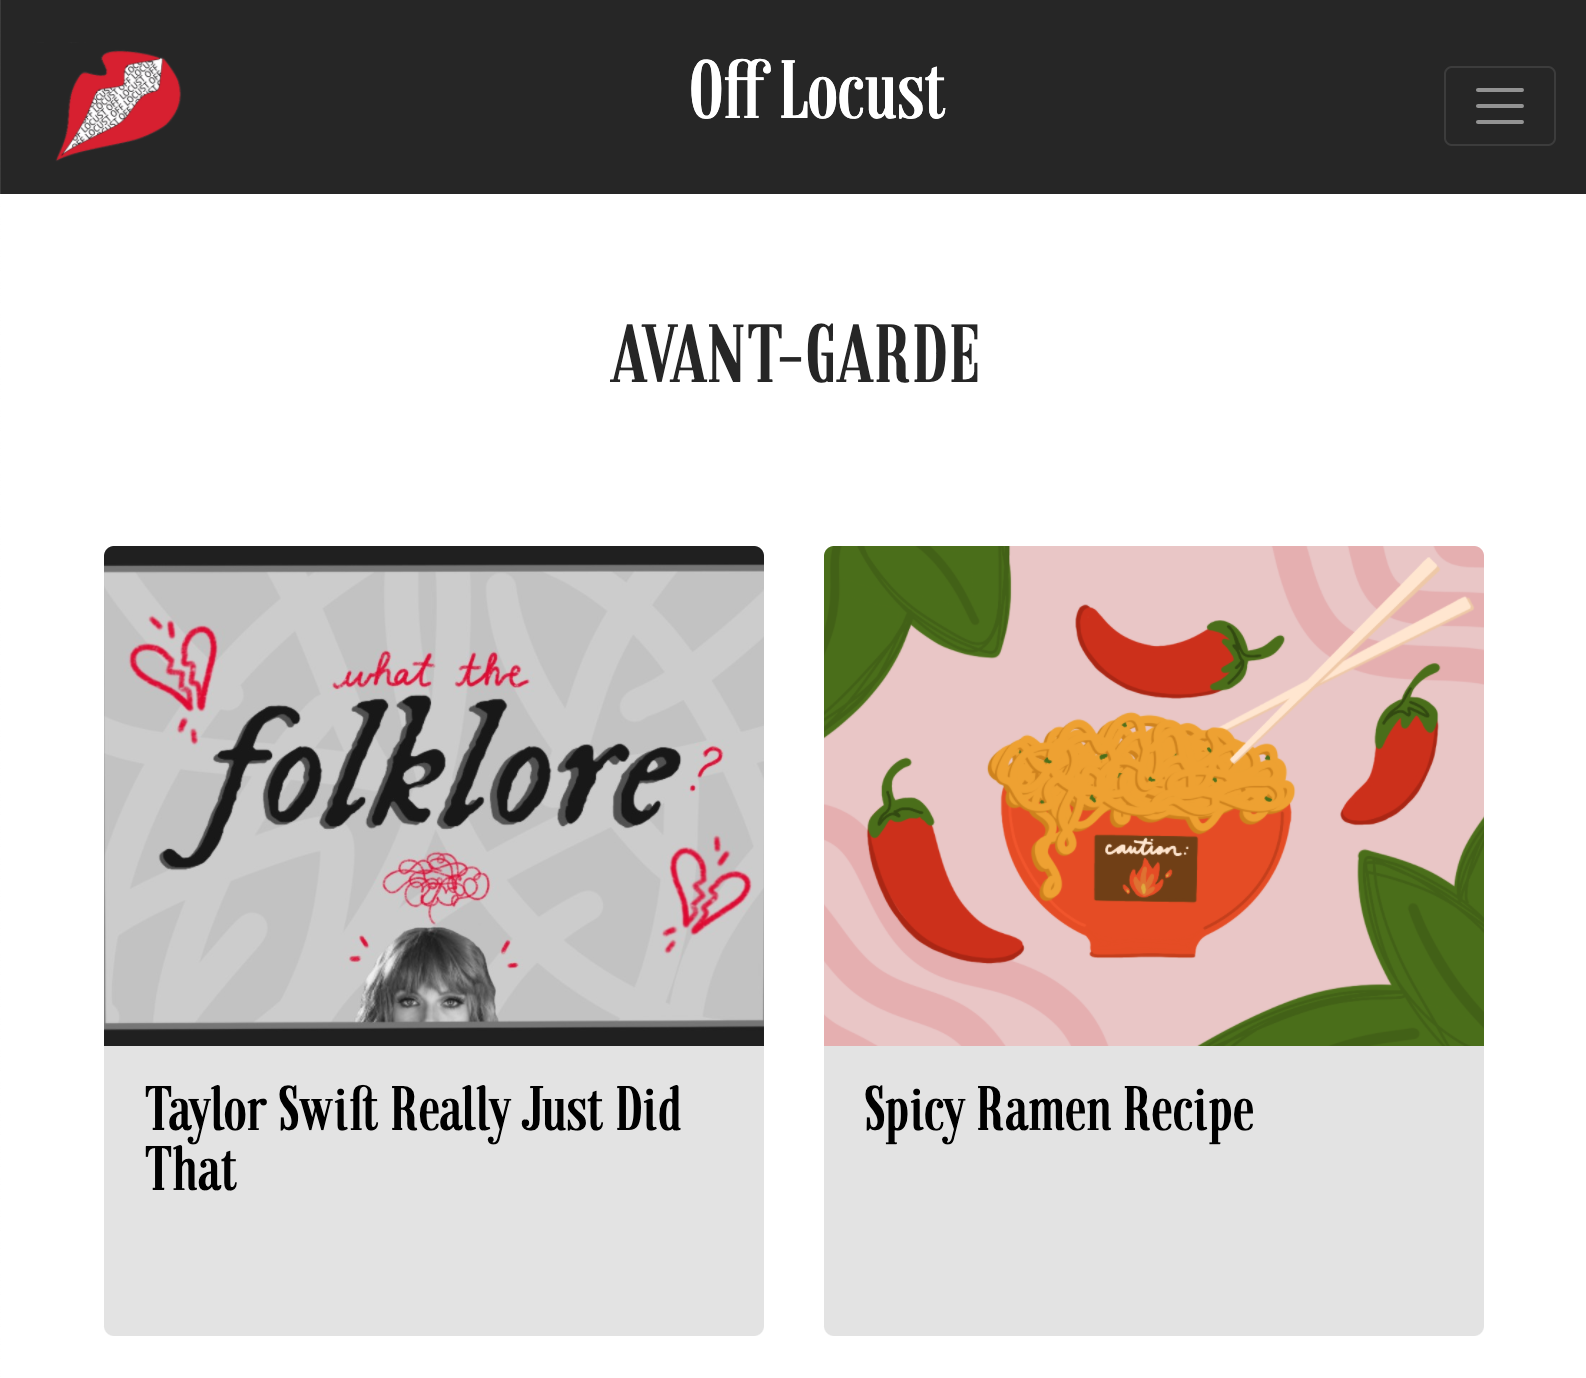 Off Locust
AVANT-GARDE
what the
folklore?
caution:
Taylor Swift Really Just Did
That
Spicy Ramen Recipe